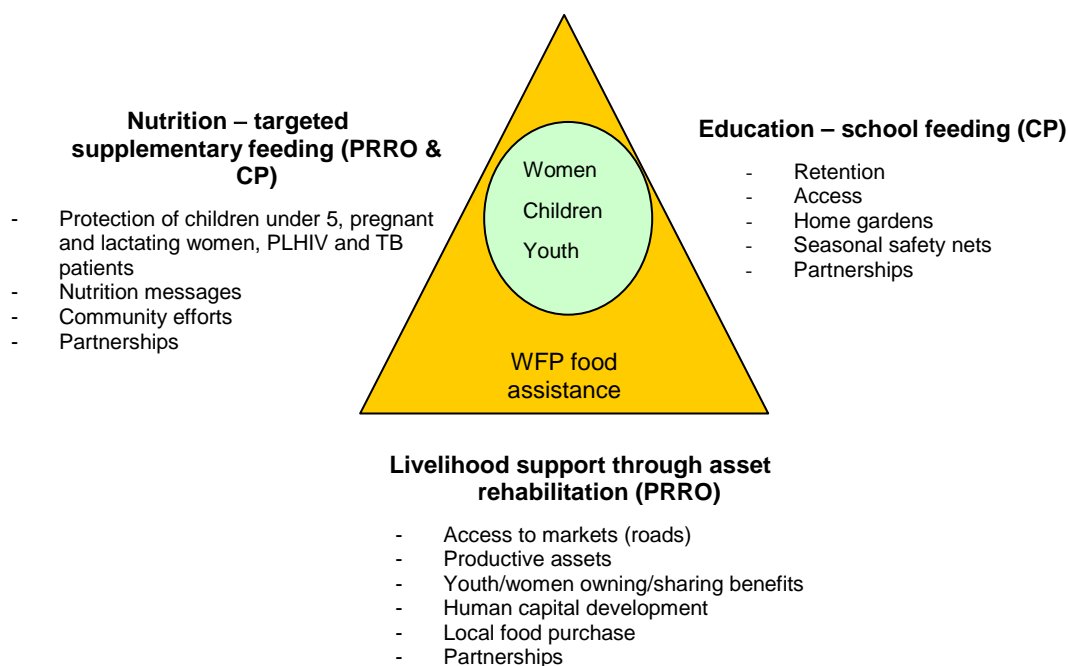 Nutrition – targeted
supplementary feeding (PRRO &
CP)
- Protection of children under 5, pregnant
and lactating women, PLHIV and TB
patients
- Nutrition messages
- Community efforts
- Partnerships
Women
Children
Youth
WFP food
assistance
Education – school feeding (CP)
- Retention
- Access
- Home gardens
- Seasonal safety nets
- Partnerships
Livelihood support through asset
rehabilitation (PRRO)
- Access to markets (roads)
- Productive assets
- Youth/women owning/sharing benefits
- Human capital development
- Local food purchase
- Partnerships